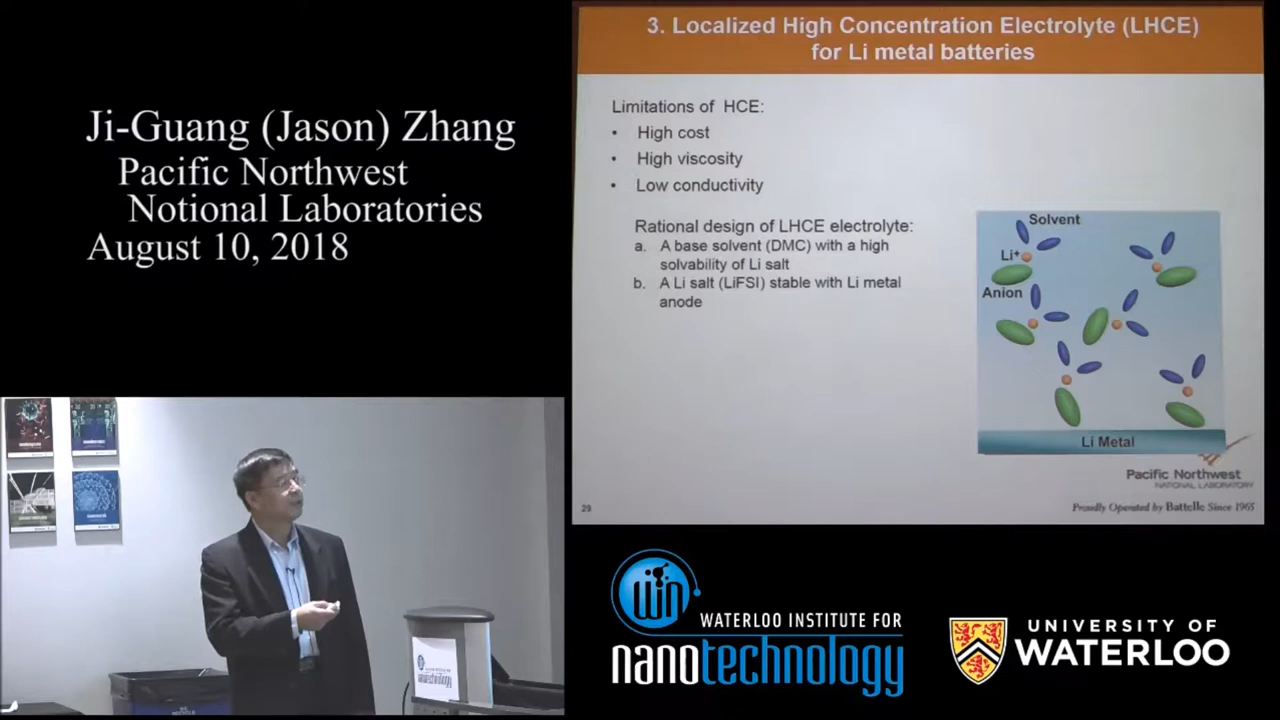 Ji-Guang (Jason) Zhang
Pacific Northwest
Notional Laboratories
August 10, 2018
3. Localized High Concentration Electrolyte (LHCE)
for Li metal batteries
Limitations of HCE:
• High cost
• High viscosity
• Low conductivity
Rational design of LHCE electrolyte:
a. A base solvent (DMC) with a high
solvability of Li salt
b. A Li salt (LiFSI) stable with Li metal
anode
Solvent
Li⁺
Anion
Li Metal
Pacific Northwest
NATIONAL LABORATORY
29
Proudly Operated by Battelle Since 1965
nanotechnology
win
WATERLOO INSTITUTE FOR
nanotechnology
UNIVERSITY OF
WATERLOO